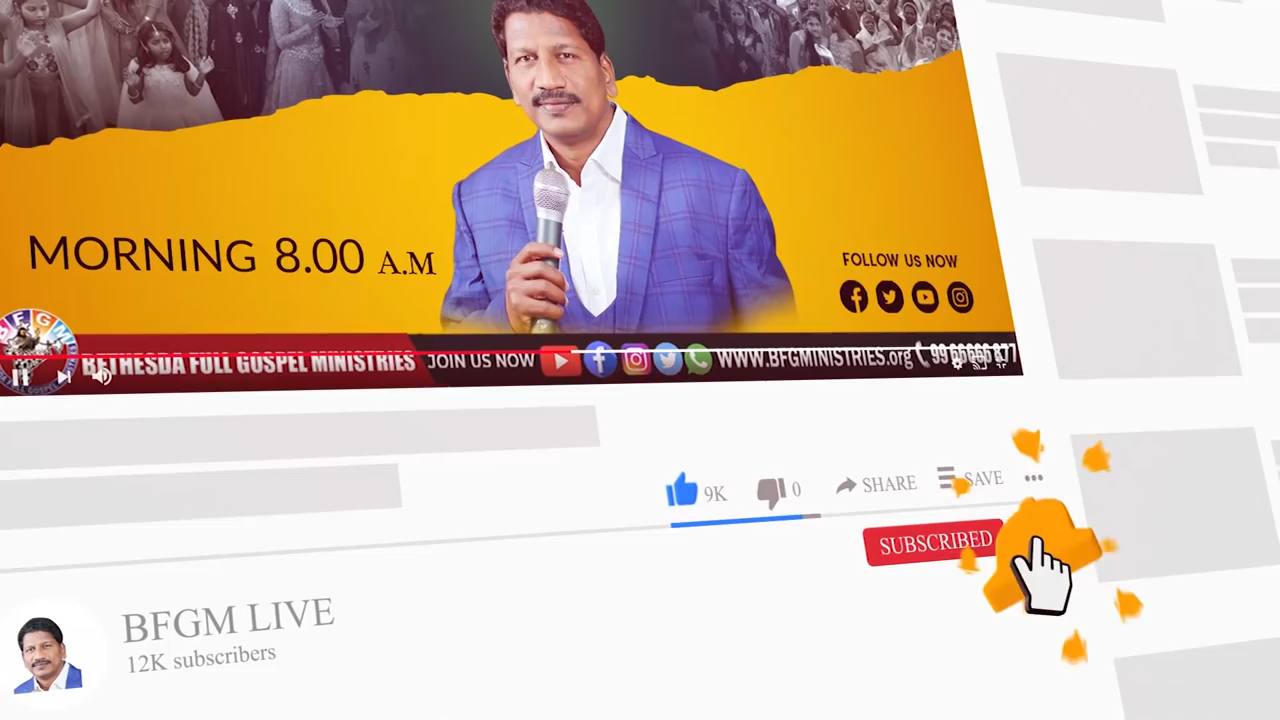 MORNING 8.00 A.M
FOLLOW US NOW
BFGM
BETHESDA FULL GOSPEL MINISTRIES
JOIN US NOW
WWW.BFGMINISTRIES.org
9K
0
SHARE
SAVE
SUBSCRIBED
BFGM LIVE
12K subscribers